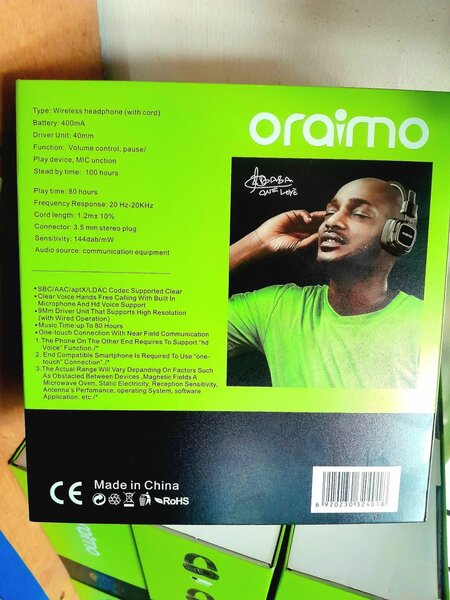 oraimo
Type: Wireless headphone (with cord)
Battery: 400mA
Driver Unit: 40mm
Function: Volume control, pause/
Play device, MIC unction
Stead by time: 100 hours
Play time: 80 hours
Frequency Response: 20 Hz-20KHz
Cord length: 1.2m± 10%
Connector: 3.5 mm stereo plug
Sensitivity: 144dab/mW
Audio source: communication equipment
2BABA
ONE LOVE
•SBC/AAC/aptX/LDAC Codec Supported Clear
•Clear Voice Hands Free Calling With Built In
Microphone And Hd Voice Support
•9Mm Driver Unit That Supports High Resolution
(with Wired Operation)
•Music Time:up To 80 Hours
•One-touch Connection With Near Field Communication
1.The Phone On The Other End Requires To Support "hd
Voice" Function./*
2. End Compatible Smartphone Is Required To Use "one-
touch" Connection"./*
3.The Actual Range Will Vary Depending On Factors Such
As Obstacled Between Devices ,Magnetic Fields A
Microwave Oven, Static Electricity, Reception Sensitivity,
Antenna's Perfomance, operating System, software
Application. etc./*
CE
Made in China
RoHS
6 920230 324018